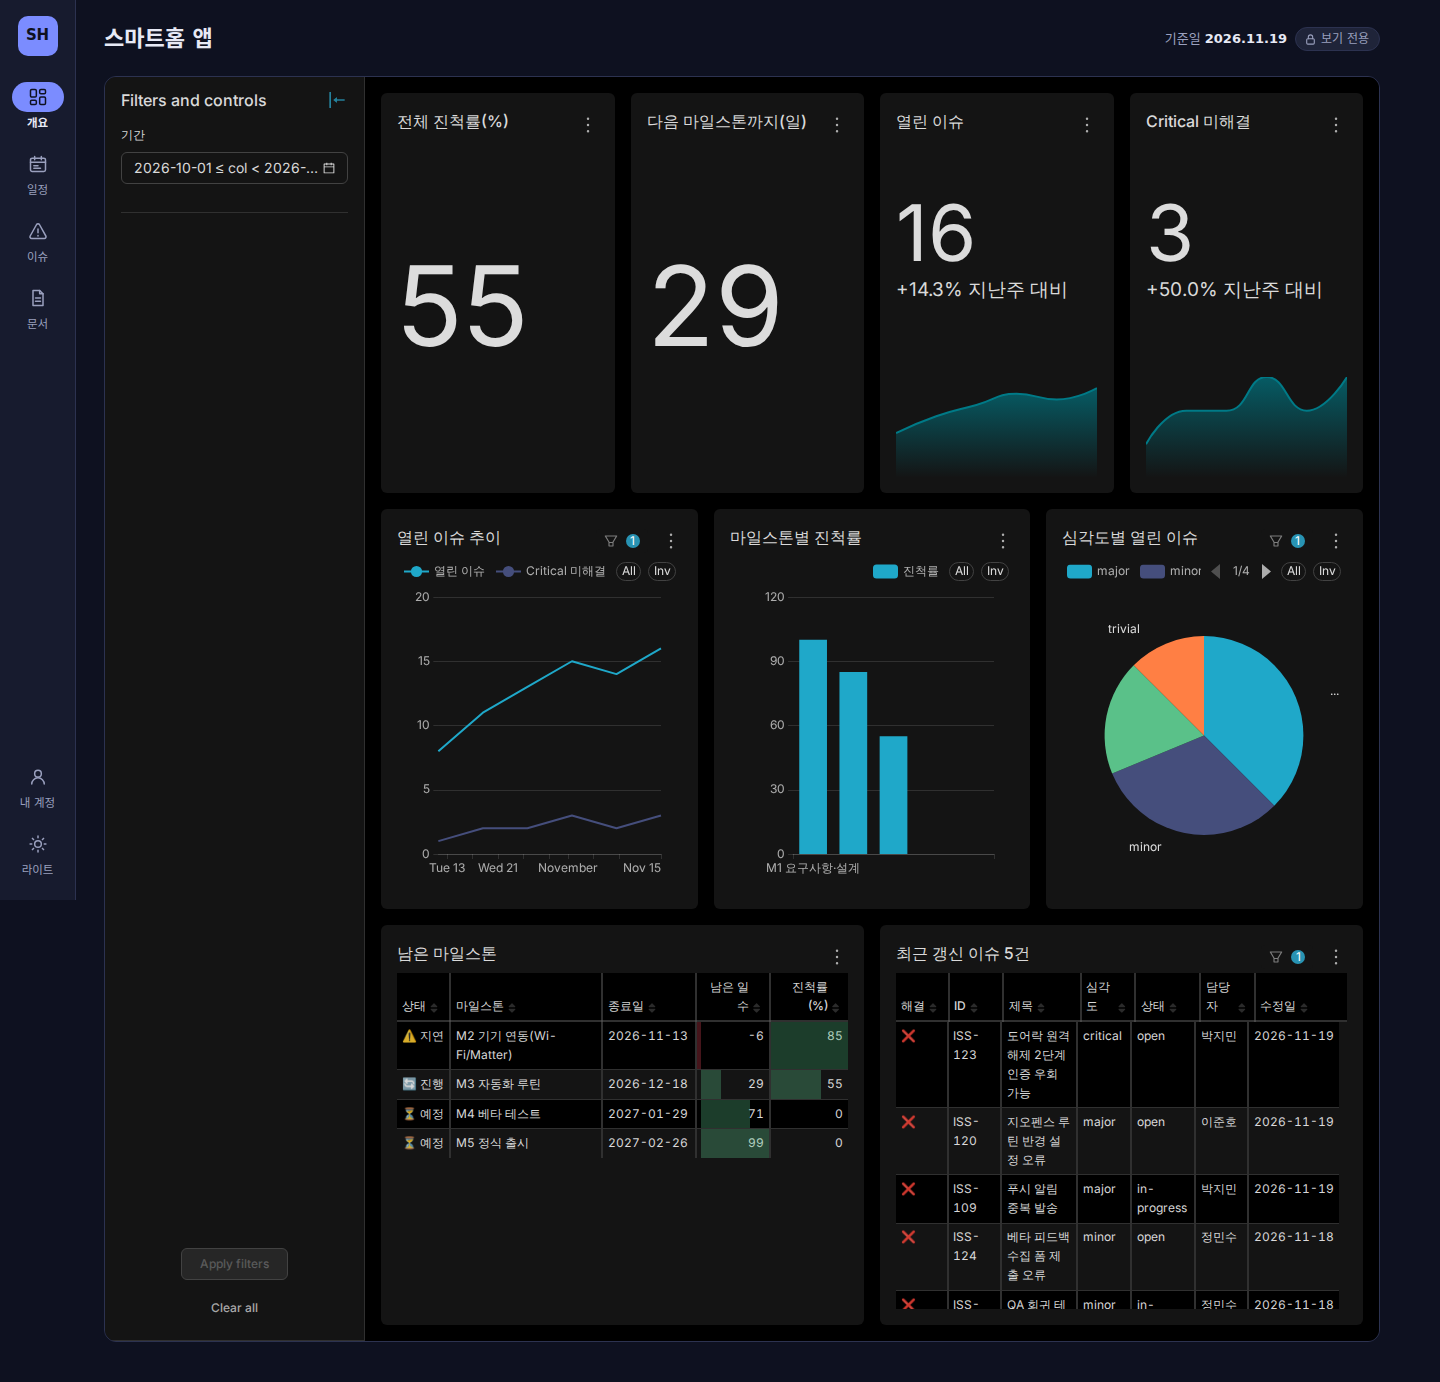 SH
개요
일정
이슈
문서
내 계정
라이트
스마트홈 앱
기준일 2026.11.19 보기 전용
Filters and controls
기간
2026-10-01 ≤ col < 2026-...
Apply filters
Clear all
전체 진척률(%)
55
다음 마일스톤까지(일)
29
열린 이슈
16
+14.3% 지난주 대비
Critical 미해결
3
+50.0% 지난주 대비
열린 이슈 추이 1
열린 이슈 Critical 미해결 All Inv
20
15
10
5
0
Tue 13 Wed 21 November Nov 15
마일스톤별 진척률
진척률 All Inv
120
90
60
30
0
M1 요구사항·설계
심각도별 열린 이슈 1
major minor 1/4 All Inv
trivial
...
minor
남은 마일스톤
상태 마일스톤 종료일 남은 일수 진척률(%)
⚠️ 지연 M2 기기 연동(Wi-Fi/Matter) 2026-11-13 -6 85
🔄 진행 M3 자동화 루틴 2026-12-18 29 55
⏳ 예정 M4 베타 테스트 2027-01-29 71 0
⏳ 예정 M5 정식 출시 2027-02-26 99 0
최근 갱신 이슈 5건 1
해결 ID 제목 심각도 상태 담당자 수정일
❌ ISS-123 도어락 원격 해제 2단계 인증 우회 가능 critical open 박지민 2026-11-19
❌ ISS-120 지오펜스 루틴 반경 설정 오류 major open 이준호 2026-11-19
❌ ISS-109 푸시 알림 중복 발송 major in-progress 박지민 2026-11-19
❌ ISS-124 베타 피드백 수집 폼 제출 오류 minor open 정민수 2026-11-18
❌ ISS- QA 회귀 테 minor in- 정민수 2026-11-18